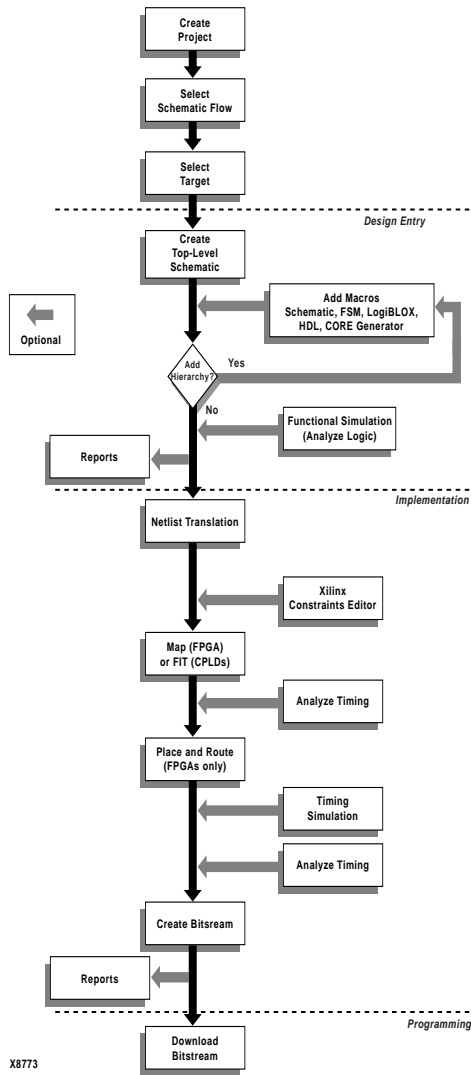 Create
Project
Select
Schematic Flow
Select
Target
Design Entry
Create
Top-Level
Schematic
Add Macros
Schematic, FSM, LogiBLOX,
HDL, CORE Generator
Optional
Add
Hierarchy?
Yes
No
Functional Simulation
(Analyze Logic)
Reports
Implementation
Netlist Translation
Xilinx
Constraints Editor
Map (FPGA)
or FIT (CPLDs)
Analyze Timing
Place and Route
(FPGAs only)
Timing
Simulation
Analyze Timing
Create Bitsream
Reports
Programming
Download
Bitstream
X8773